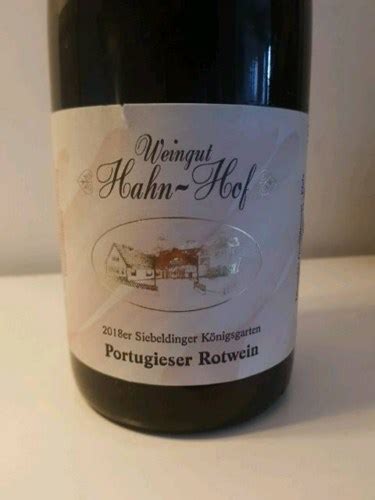 Weingut
Hahn~Hof
2018er Siebeldinger Königsgarten
Portugieser Rotwein